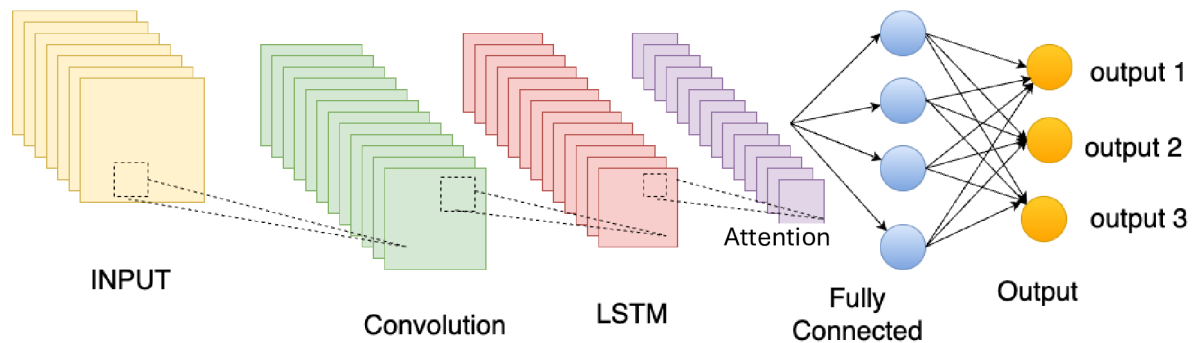 INPUT
Convolution
LSTM
Attention
Fully
Connected
Output
output 1
output 2
output 3